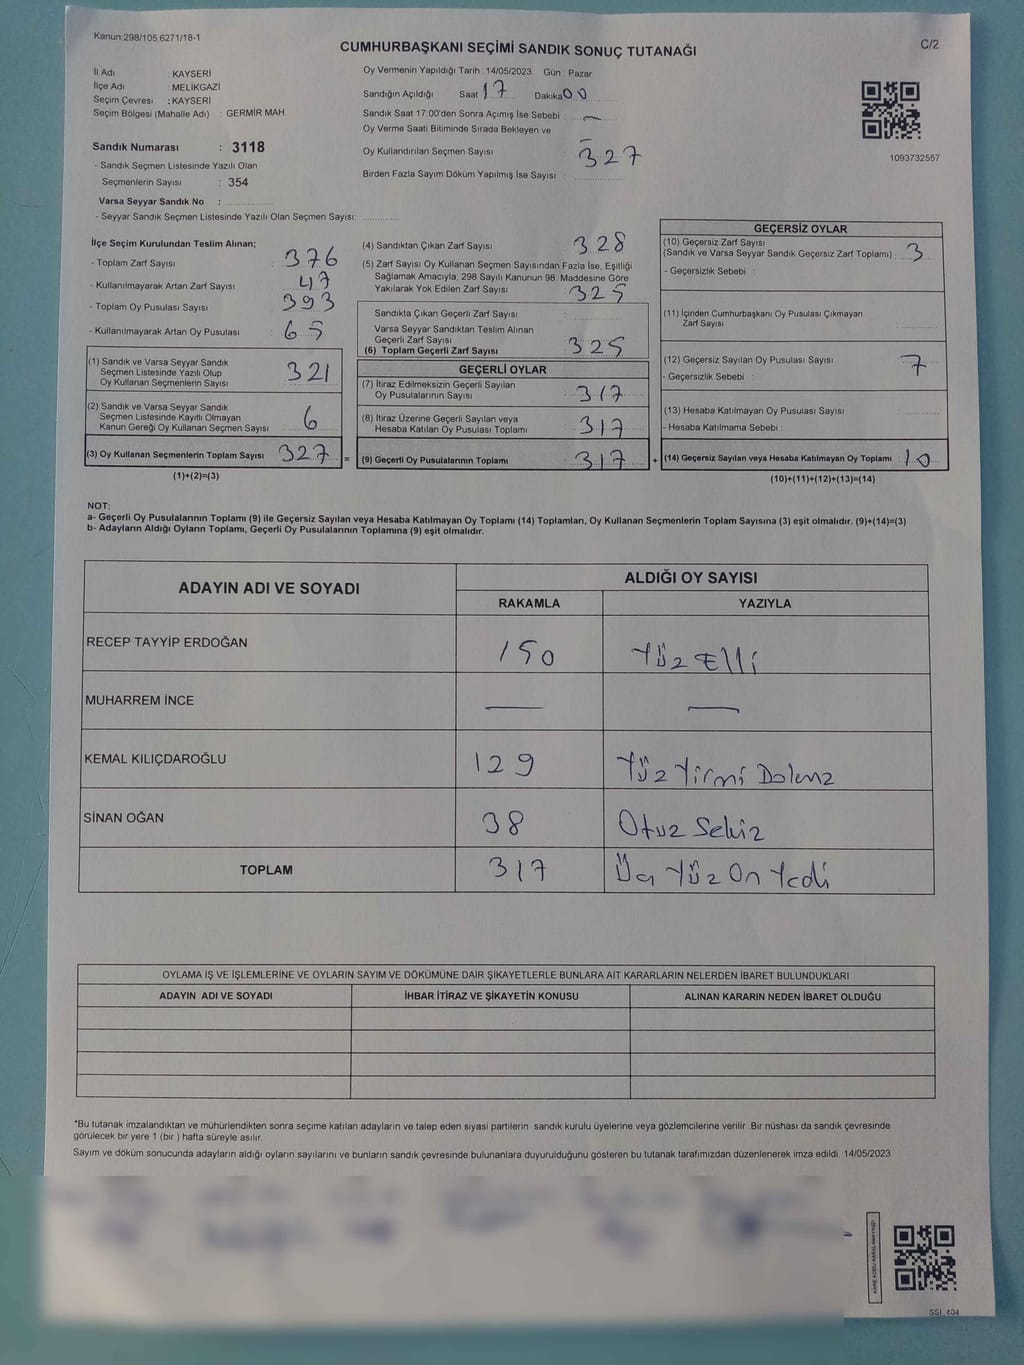 Kanun:298/105;6271/18-1
CUMHURBAŞKANI SEÇİMİ SANDIK SONUÇ TUTANAĞI
C/2
İl Adı : KAYSERİ
İlçe Adı : MELİKGAZİ
Seçim Çevresi : KAYSERİ
Seçim Bölgesi (Mahalle Adı) : GERMİR MAH.
Sandık Numarası : 3118
- Sandık Seçmen Listesinde Yazılı Olan
Seçmenlerin Sayısı : 354
Varsa Seyyar Sandık No :
- Seyyar Sandık Seçmen Listesinde Yazılı Olan Seçmen Sayısı:
Oy Vermenin Yapıldığı Tarih : 14/05/2023 Gün : Pazar
Sandığın Açıldığı Saat 17 Dakika 00
Sandık Saat 17:00'den Sonra Açımış İse Sebebi : —
Oy Verme Saati Bitiminde Sırada Bekleyen ve
Oy Kullandırılan Seçmen Sayısı : 327
Birden Fazla Sayım Döküm Yapılmış İse Sayısı :
1093732557
İlçe Seçim Kurulundan Teslim Alınan;
- Toplam Zarf Sayısı : 376
- Kullanılmayarak Artan Zarf Sayısı : 47
- Toplam Oy Pusulası Sayısı : 393
- Kullanılmayarak Artan Oy Pusulası : 65
(1) Sandık ve Varsa Seyyar Sandık
Seçmen Listesinde Yazılı Olup
Oy Kullanan Seçmenlerin Sayısı : 321
(2) Sandık ve Varsa Seyyar Sandık
Seçmen Listesinde Kayıtlı Olmayan
Kanun Gereği Oy Kullanan Seçmen Sayısı : 6
(3) Oy Kullanan Seçmenlerin Toplam Sayısı : 327 =
(1)+(2)=(3)
(4) Sandıktan Çıkan Zarf Sayısı : 328
(5) Zarf Sayısı Oy Kullanan Seçmen Sayısından Fazla İse, Eşitliği
Sağlamak Amacıyla; 298 Sayılı Kanunun 98. Maddesine Göre
Yakılarak Yok Edilen Zarf Sayısı : 325
Sandıkta Çıkan Geçerli Zarf Sayısı :
Varsa Seyyar Sandıktan Teslim Alınan
Geçerli Zarf Sayısı :
(6) Toplam Geçerli Zarf Sayısı : 325
GEÇERLİ OYLAR
(7) İtiraz Edilmeksizin Geçerli Sayılan
Oy Pusulalarının Sayısı : 317
(8) İtiraz Üzerine Geçerli Sayılan veya
Hesaba Katılan Oy Pusulası Toplamı : 317
(9) Geçerli Oy Pusulalarının Toplamı : 317 +
GEÇERSİZ OYLAR
(10) Geçersiz Zarf Sayısı
(Sandık ve Varsa Seyyar Sandık Geçersiz Zarf Toplamı) : 3
- Geçersizlik Sebebi :
(11) İçinden Cumhurbaşkanı Oy Pusulası Çıkmayan
Zarf Sayısı :
(12) Geçersiz Sayılan Oy Pusulası Sayısı : 7
- Geçersizlik Sebebi :
(13) Hesaba Katılmayan Oy Pusulası Sayısı :
- Hesaba Katılmama Sebebi :
(14) Geçersiz Sayılan veya Hesaba Katılmayan Oy Toplamı : 10
(10)+(11)+(12)+(13)=(14)
NOT:
a- Geçerli Oy Pusulalarının Toplamı (9) ile Geçersiz Sayılan veya Hesaba Katılmayan Oy Toplamı (14) Toplamları, Oy Kullanan Seçmenlerin Toplam Sayısına (3) eşit olmalıdır. (9)+(14)=(3)
b- Adayların Aldığı Oyların Toplamı, Geçerli Oy Pusulalarının Toplamına (9) eşit olmalıdır.
ADAYIN ADI VE SOYADI
ALDIĞI OY SAYISI
RAKAMLA YAZIYLA
RECEP TAYYİP ERDOĞAN 150 Yüz Elli
MUHARREM İNCE — —
KEMAL KILIÇDAROĞLU 129 Yüz Yirmi Dokuz
SİNAN OĞAN 38 Otuz Sekiz
TOPLAM 317 Üç Yüz On Yedi
OYLAMA İŞ VE İŞLEMLERİNE VE OYLARIN SAYIM VE DÖKÜMÜNE DAİR ŞİKAYETLERLE BUNLARA AİT KARARLARIN NELERDEN İBARET BULUNDUKLARI
ADAYIN ADI VE SOYADI İHBAR İTİRAZ VE ŞİKAYETİN KONUSU ALINAN KARARIN NEDEN İBARET OLDUĞU
*Bu tutanak imzalandıktan ve mühürlendikten sonra seçime katılan adayların ve talep eden siyasi partilerin sandık kurulu üyelerine veya gözlemcilerine verilir. Bir nüshası da sandık çevresinde
görülecek bir yere 1 (bir ) hafta süreyle asılır.
Sayım ve döküm sonucunda adayların aldığı oyların sayılarını ve bunların sandık çevresinde bulunanlara duyurulduğunu gösteren bu tutanak tarafımızdan düzenlenerek imza edildi. 14/05/2023
KARE KODU KARALAMAYINIZ!
SSİ_404